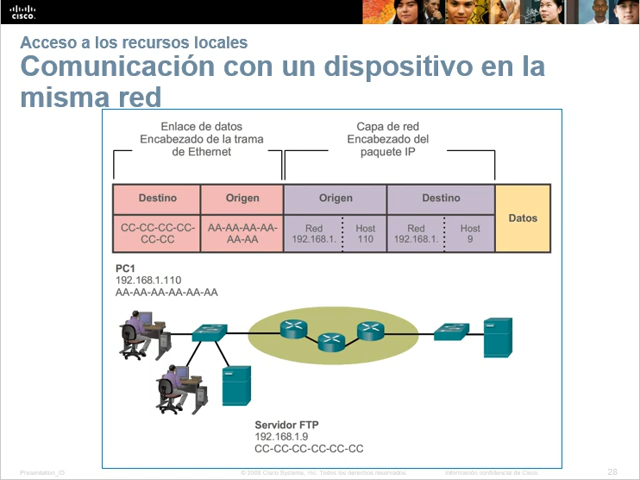 CISCO
Acceso a los recursos locales
Comunicación con un dispositivo en la
misma red
Enlace de datos
Encabezado de la trama
de Ethernet
Capa de red
Encabezado del
paquete IP
Destino
Origen
Origen
Destino
Datos
CC-CC-CC-CC-
CC-CC
AA-AA-AA-AA-
AA-AA
Red
192.168.1.
Host
110
Red
192.168.1.
Host
9
PC1
192.168.1.110
AA-AA-AA-AA-AA-AA
Servidor FTP
192.168.1.9
CC-CC-CC-CC-CC-CC
Presentation_ID
© 2008 Cisco Systems, Inc. Todos los derechos reservados.
Información confidencial de Cisco
28